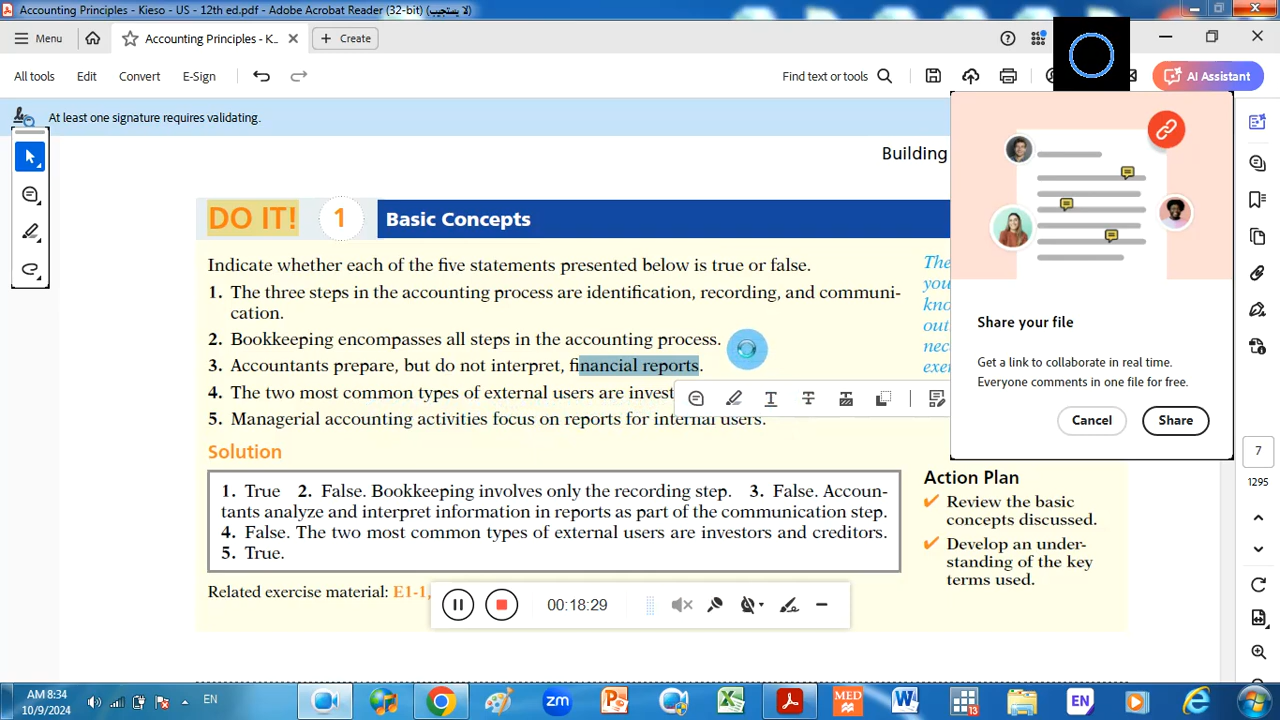 Accounting Principles - Kieso - US - 12th ed.pdf - Adobe Acrobat Reader (32-bit) (لا يستجيب)
Menu
Accounting Principles - K...
Create
All tools
Edit
Convert
E-Sign
Find text or tools
AI Assistant
At least one signature requires validating.
Building
DO IT! 1 Basic Concepts
Indicate whether each of the five statements presented below is true or false.
1. The three steps in the accounting process are identification, recording, and communi-
cation.
2. Bookkeeping encompasses all steps in the accounting process.
3. Accountants prepare, but do not interpret, financial reports.
4. The two most common types of external users are invest
5. Managerial accounting activities focus on reports for internal users.
The
you
kno
out
nec
exer
Share your file
Get a link to collaborate in real time.
Everyone comments in one file for free.
Cancel
Share
7
1295
Solution
1. True 2. False. Bookkeeping involves only the recording step. 3. False. Accoun-
tants analyze and interpret information in reports as part of the communication step.
4. False. The two most common types of external users are investors and creditors.
5. True.
Action Plan
✓ Review the basic
concepts discussed.
✓ Develop an under-
standing of the key
terms used.
Related exercise material: E1-1,
00:18:29
AM 8:34
10/9/2024
EN
zm
MED
13
EN